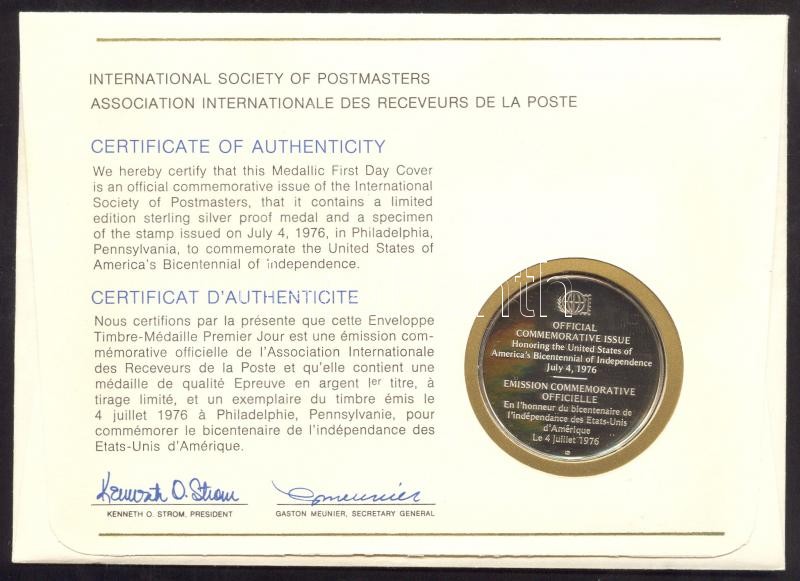 INTERNATIONAL SOCIETY OF POSTMASTERS
ASSOCIATION INTERNATIONALE DES RECEVEURS DE LA POSTE
CERTIFICATE OF AUTHENTICITY
We hereby certify that this Medallic First Day Cover
is an official commemorative issue of the International
Society of Postmasters, that it contains a limited
edition sterling silver proof medal and a specimen
of the stamp issued on July 4, 1976, in Philadelphia,
Pennsylvania, to commemorate the United States of
America's Bicentennial of Independence.
CERTIFICAT D'AUTHENTICITE
Nous certifions par la présente que cette Enveloppe
Timbre-Médaille Premier Jour est une émission com-
mémorative officielle de l'Association Internationale
des Receveurs de la Poste et qu'elle contient une
médaille de qualité Epreuve en argent Ier titre, à
tirage limité, et un exemplaire du timbre émis le
4 juillet 1976 à Philadelphie, Pennsylvanie, pour
commémorer le bicentenaire de l'indépendance des
Etats-Unis d'Amérique.
Kenneth O. Strom
G Meunier
KENNETH O. STROM, PRESIDENT
GASTON MEUNIER, SECRETARY GENERAL
OFFICIAL
COMMEMORATIVE ISSUE
Honoring the United States of
America's Bicentennial of Independence
July 4, 1976
EMISSION COMMEMORATIVE
OFFICIELLE
En l'honneur du bicentenaire de
l'indépendance des Etats-Unis
d'Amérique
Le 4 juillet 1976